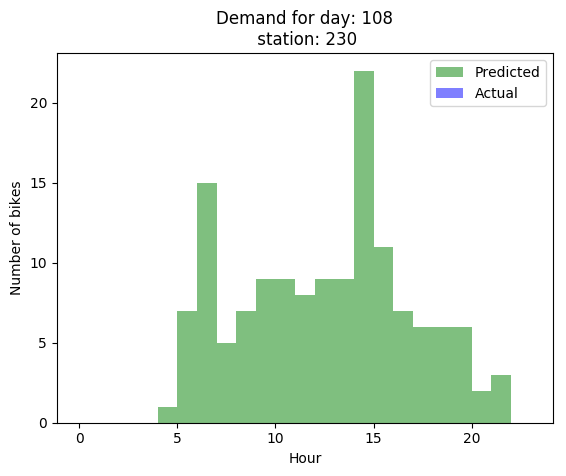 Demand for day: 108
station: 230
Predicted
Actual
Number of bikes
20
15
10
5
0
0
5
10
15
20
Hour